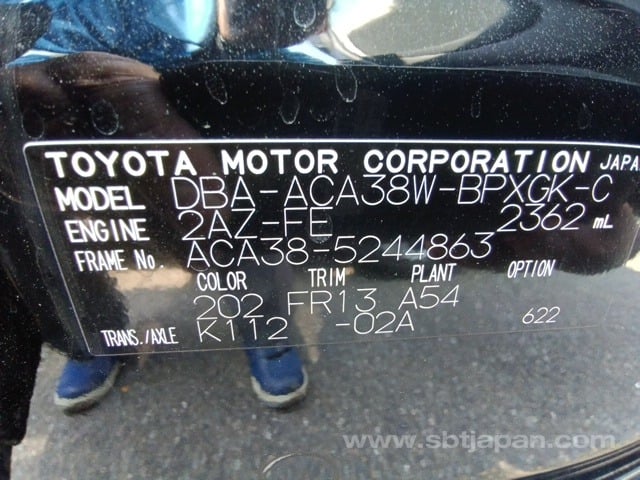 TOYOTA MOTOR CORPORATION JAPA
MODEL DBA-ACA38W-BPXGK-C
ENGINE 2AZ-FE 2362 mL
FRAME No. ACA38-5244863
COLOR TRIM PLANT OPTION
202 FR13 A54
TRANS./AXLE K112 -02A 622
www.sbtjapan.com